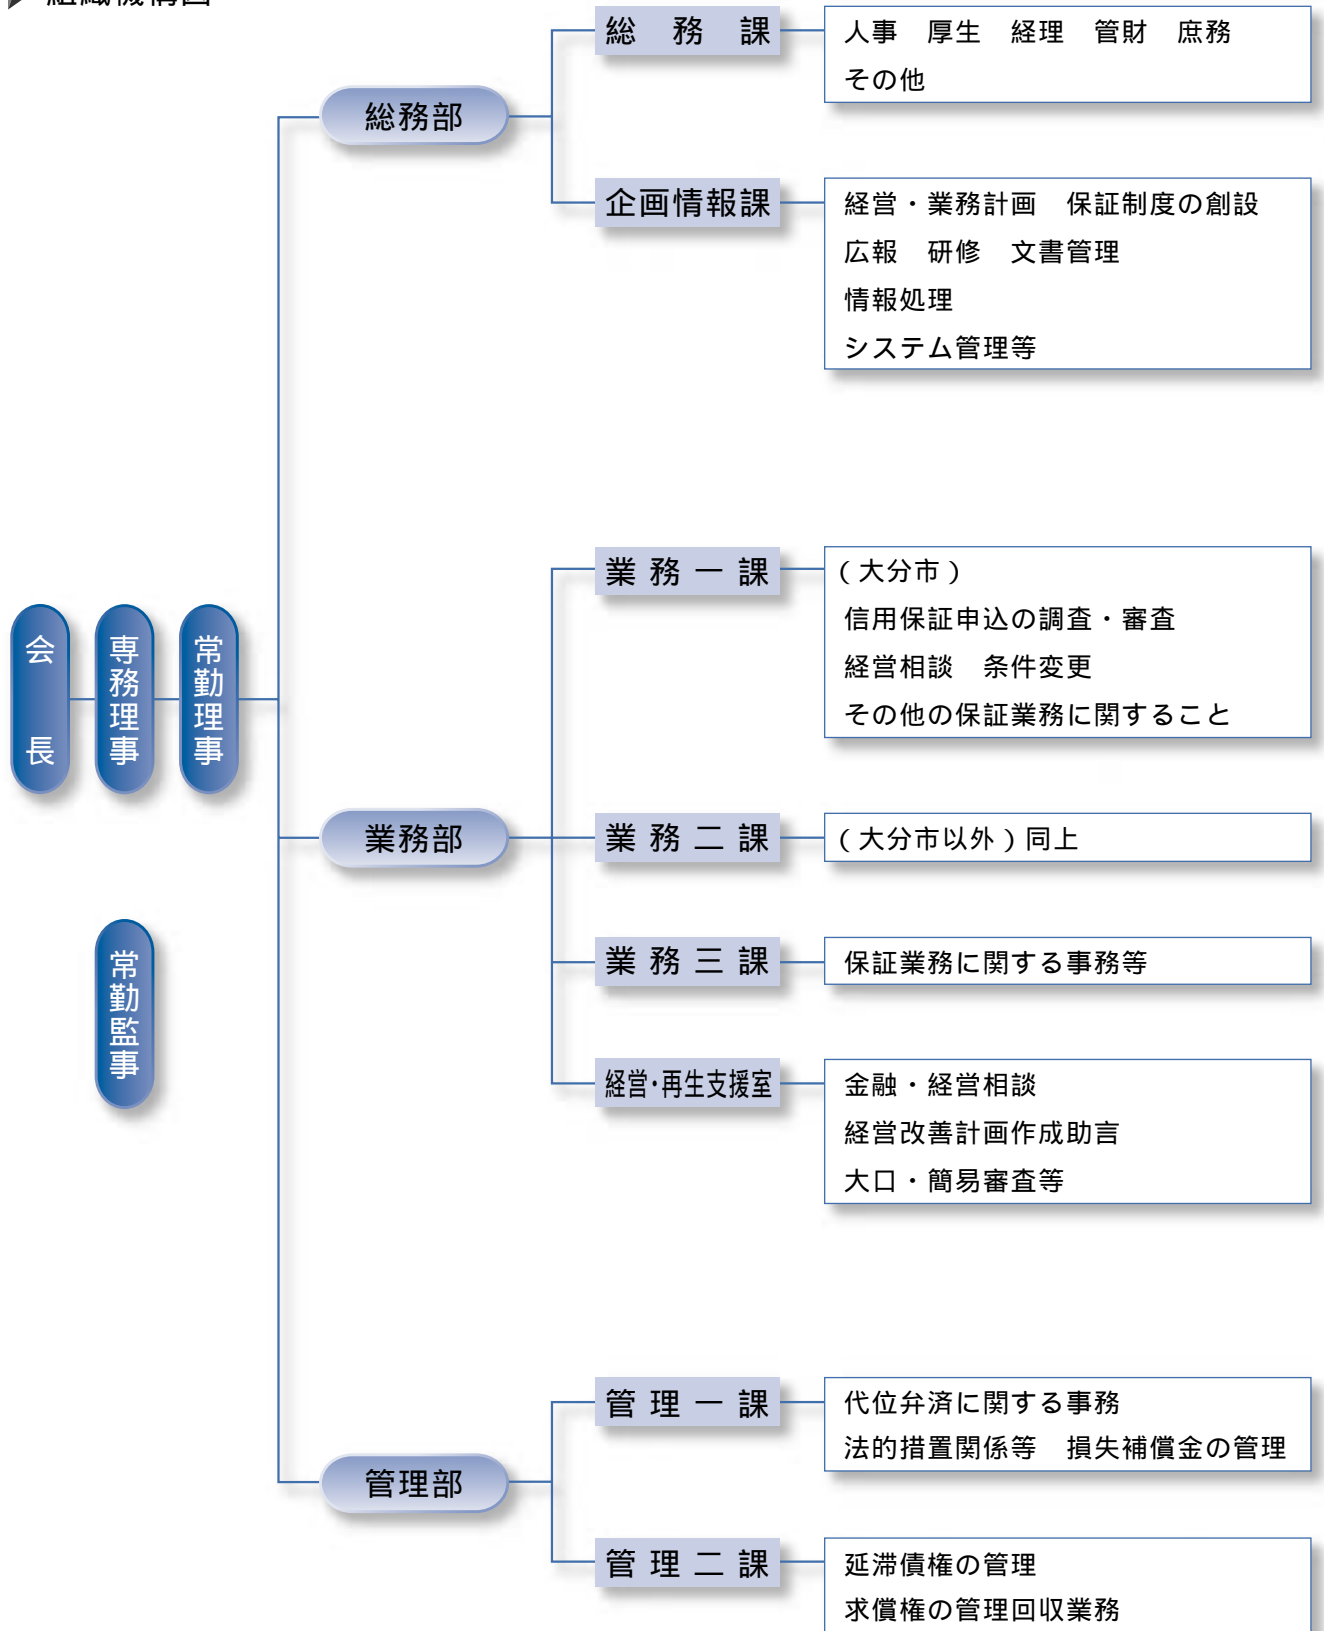 組織機構図
会長
専務理事
常勤理事
常勤監事
総務部
総務課
人事　厚生　経理　管財　庶務
その他
企画情報課
経営・業務計画　保証制度の創設
広報　研修　文書管理
情報処理
システム管理等
業務部
業務一課
（大分市）
信用保証申込の調査・審査
経営相談　条件変更
その他の保証業務に関すること
業務二課
（大分市以外）同上
業務三課
保証業務に関する事務等
経営・再生支援室
金融・経営相談
経営改善計画作成助言
大口・簡易審査等
管理部
管理一課
代位弁済に関する事務
法的措置関係等　損失補償金の管理
管理二課
延滞債権の管理
求償権の管理回収業務